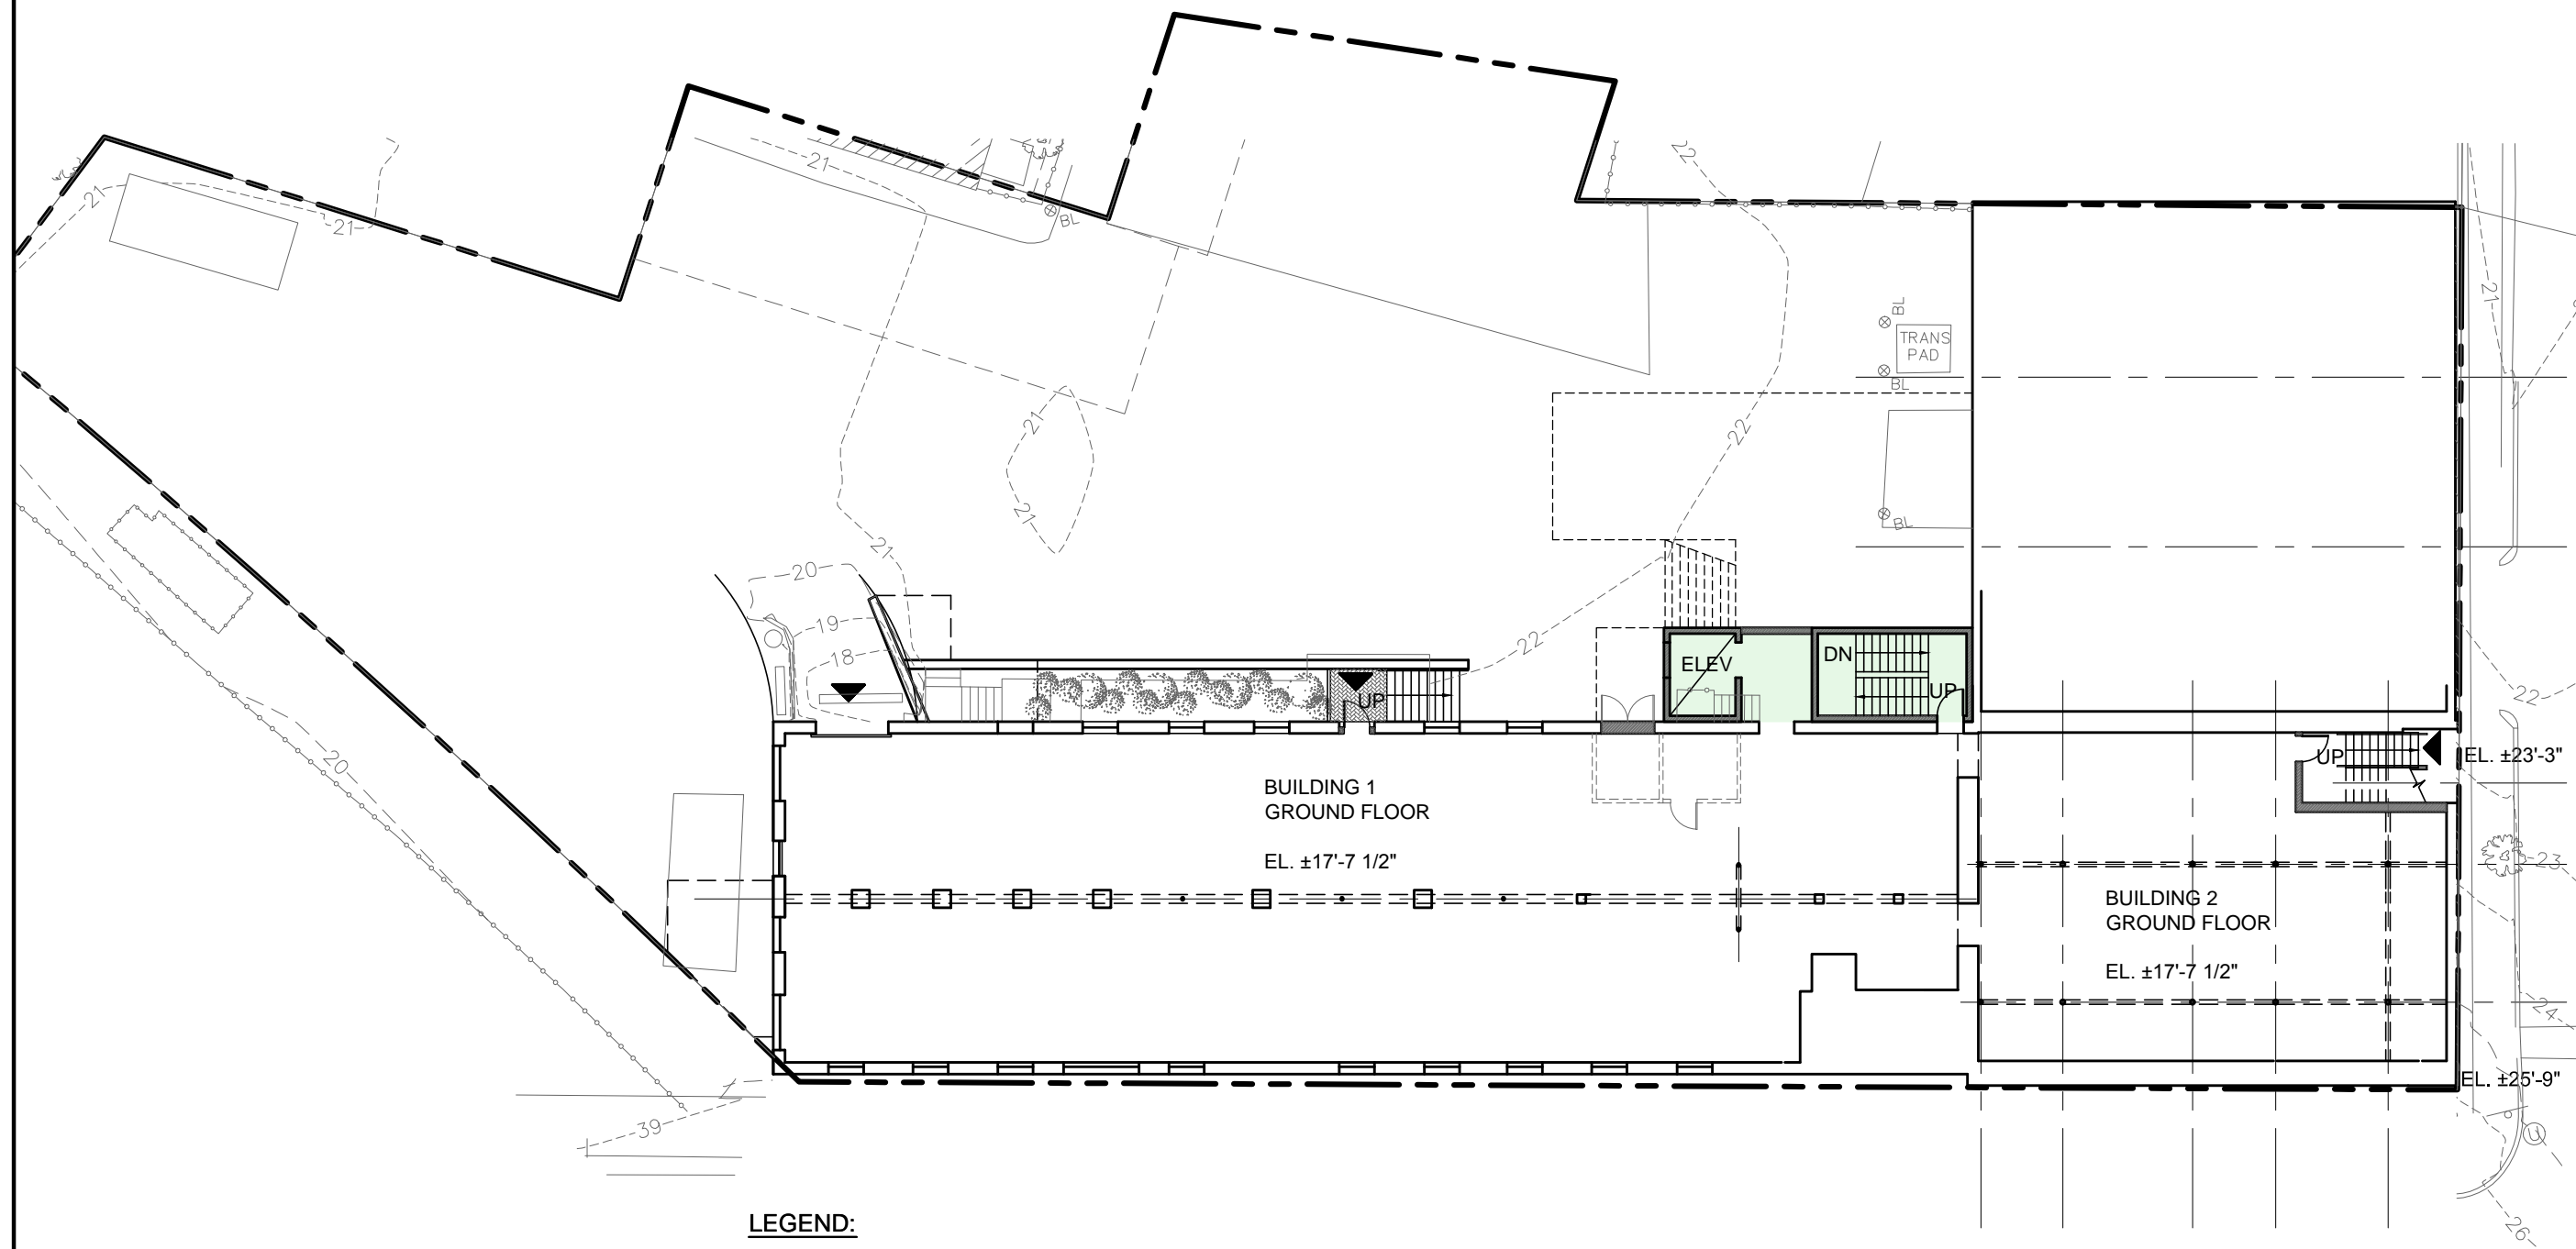 21
22
21
-21-
BL
21
BL
TRANS
PAD
BL
21
22
BL
21
21
20
19
22
18
ELEV
DN
UP
UP
22
20
UP
EL. ±23'-3"
BUILDING 1
GROUND FLOOR
EL. ±17'-7 1/2"
23
BUILDING 2
GROUND FLOOR
EL. ±17'-7 1/2"
24
EL. ±25'-9"
39
U
LEGEND:
26